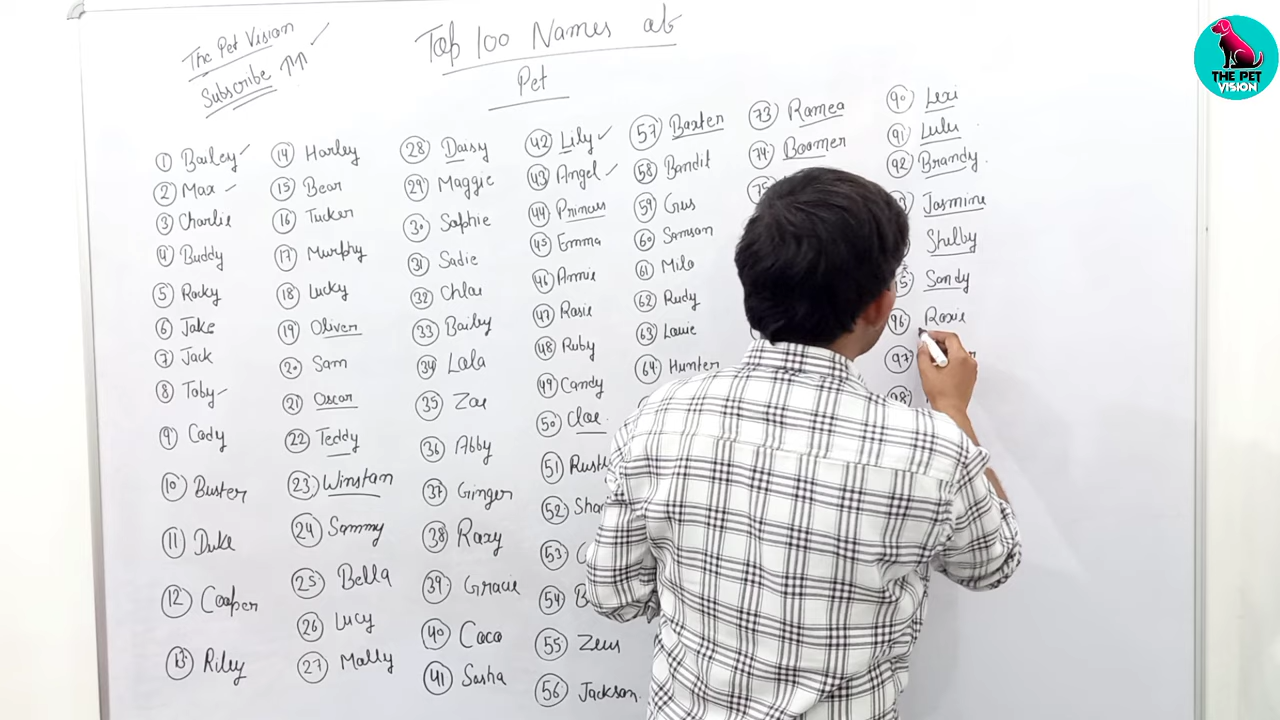 The Pet Vision
Subscribe
Top 100 Names of
Pet
THE PET
VISION
1 Bailey
2 Max
3 Charlie
4 Buddy
5 Rocky
6 Jake
7 Jack
8 Toby
9 Cody
10 Buster
11 Duke
12 Cooper
13 Riley
14 Harley
15 Bear
16 Tucker
17 Murphy
18 Lucky
19 Oliver
20 Sam
21 Oscar
22 Teddy
23 Winston
24 Sammy
25 Bella
26 Lucy
27 Molly
28 Daisy
29 Maggie
30 Sophie
31 Sadie
32 Chloe
33 Bailey
34 Lola
35 Zoe
36 Abby
37 Ginger
38 Roxy
39 Gracie
40 Coco
41 Sasha
42 Lily
43 Angel
44 Princess
45 Emma
46 Annie
47 Rosie
48 Ruby
49 Candy
50 Cloe
51
52
53
54
55 Zeus
56 Jackson
57 Baxter
58 Bandit
59 Gus
60 Samson
61 Milo
62 Rudy
63 Louie
64 Hunter
73 Romeo
74 Boomer
75
90 Lexi
91 Lulu
92 Brandy
Jasmine
Shelby
Sandy
96 Roxie
97
98